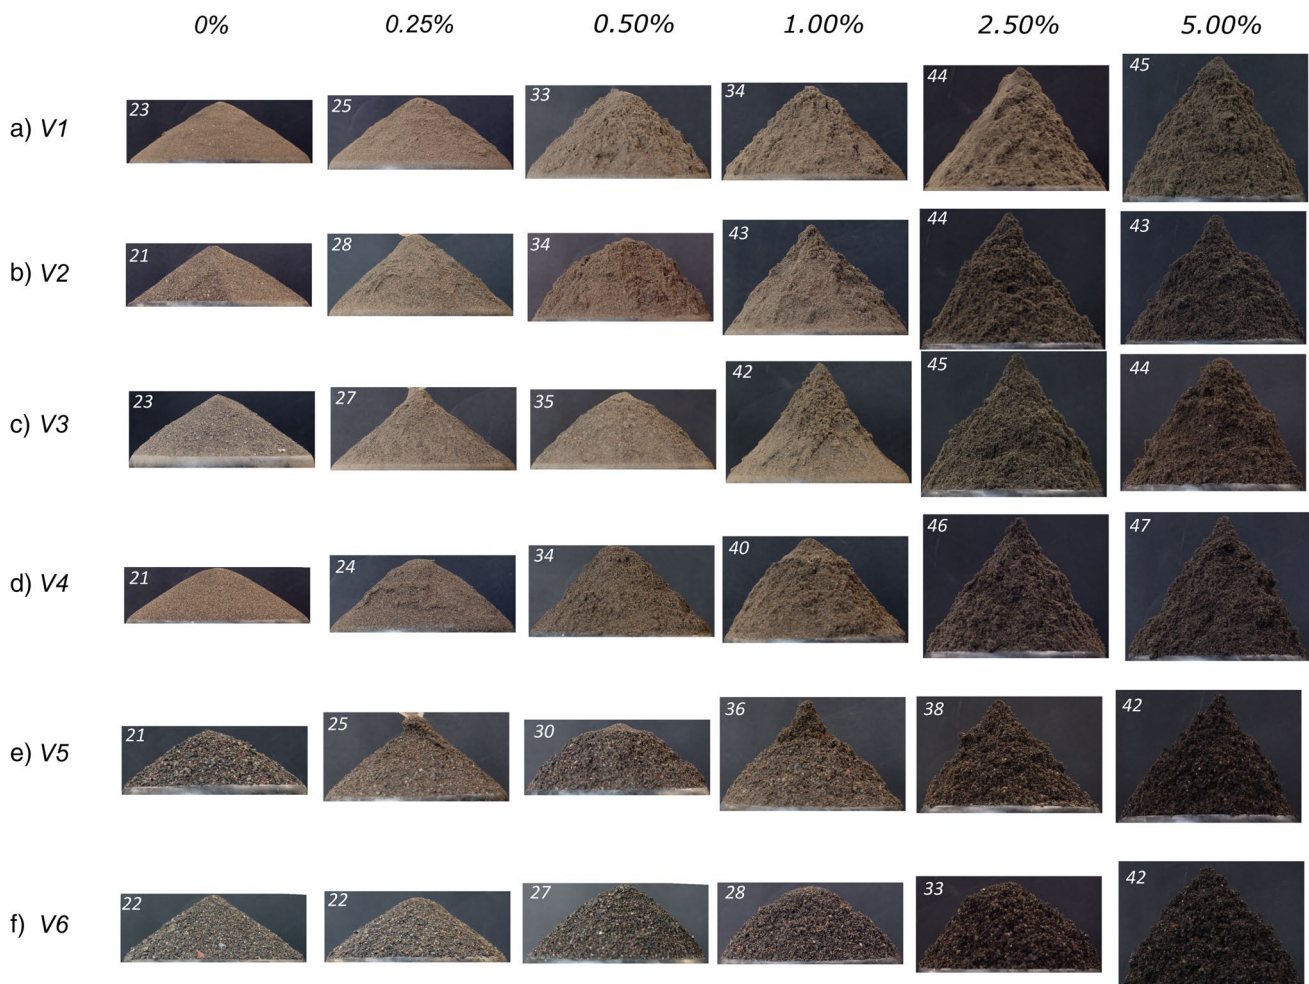 0% 0.25% 0.50% 1.00% 2.50% 5.00%
a) V1 23 25 33 34 44 45
b) V2 21 28 34 43 44 43
c) V3 23 27 35 42 45 44
d) V4 21 24 34 40 46 47
e) V5 21 25 30 36 38 42
f) V6 22 22 27 28 33 42